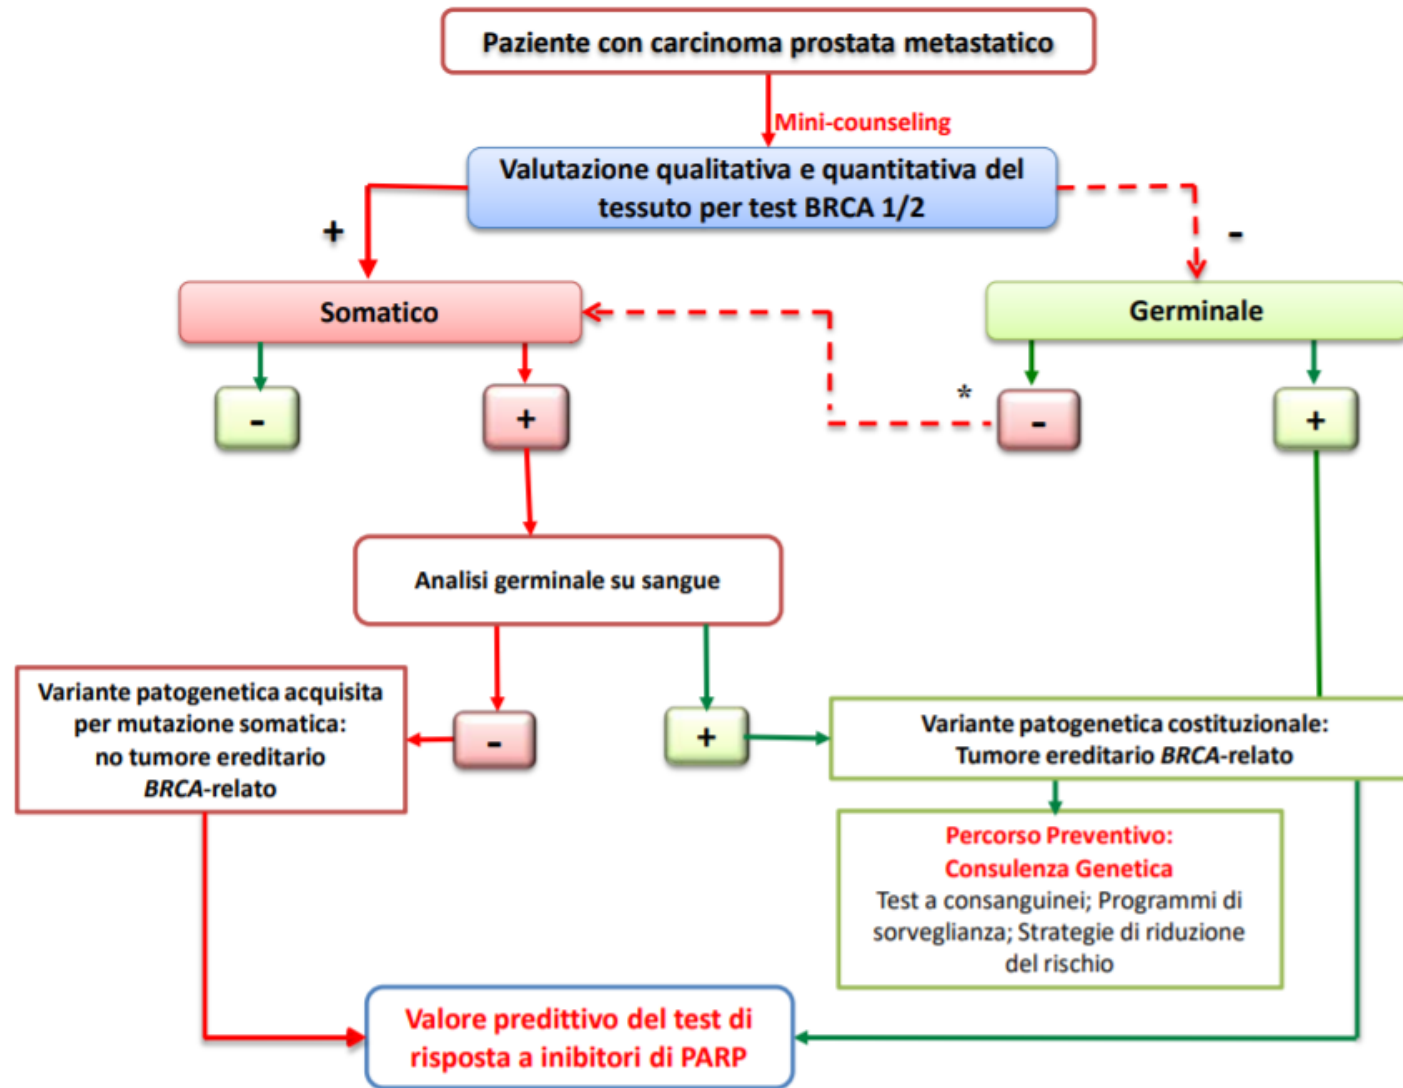 Paziente con carcinoma prostata metastatico
Mini-counseling
Valutazione qualitativa e quantitativa del
tessuto per test BRCA 1/2
+
-
Somatico
Germinale
-
+
*
-
+
Analisi germinale su sangue
Variante patogenetica acquisita
per mutazione somatica:
no tumore ereditario
BRCA-relato
-
+
Variante patogenetica costituzionale:
Tumore ereditario BRCA-relato
Percorso Preventivo:
Consulenza Genetica
Test a consanguinei; Programmi di
sorveglianza; Strategie di riduzione
del rischio
Valore predittivo del test di
risposta a inibitori di PARP